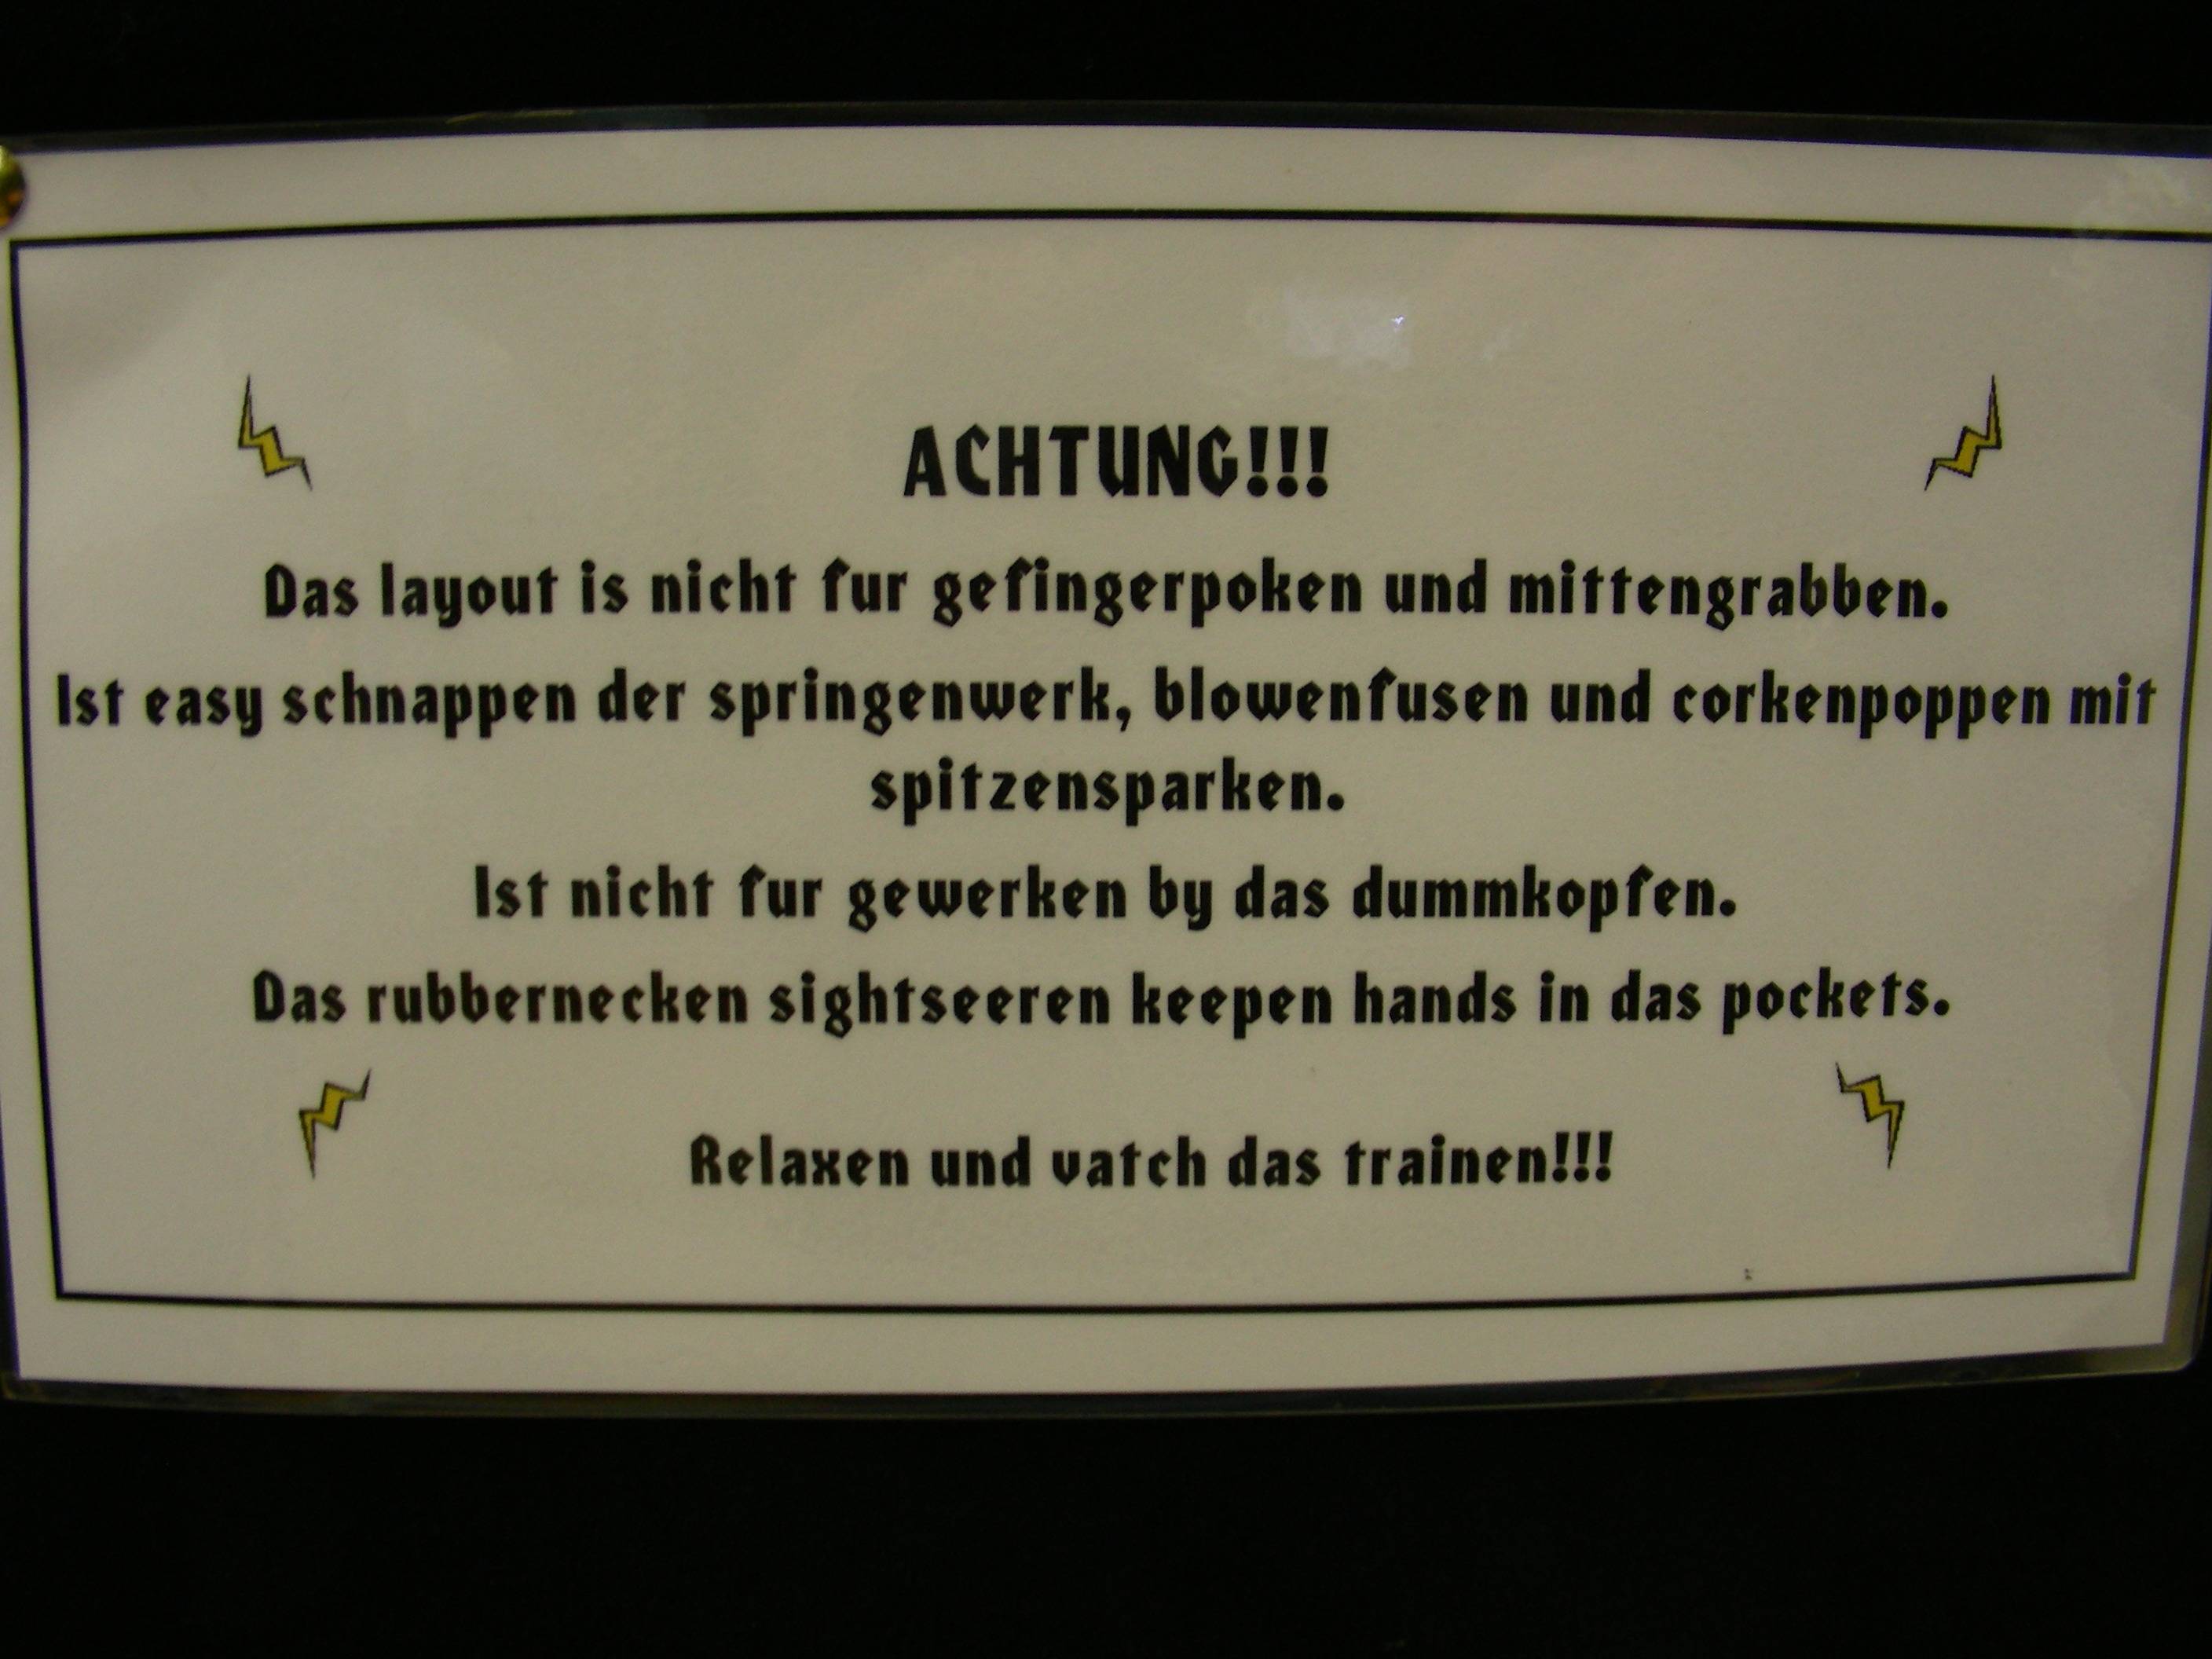 ACHTUNG!!!
Das layout is nicht fur gefingerpoken und mittengrabben.
Ist easy schnappen der springenwerk, blowenfusen und corkenpoppen mit
spitzensparken.
Ist nicht fur gewerken by das dummkopfen.
Das rubbernecken sightseeren keepen hands in das pockets.
Relaxen und vatch das trainen!!!